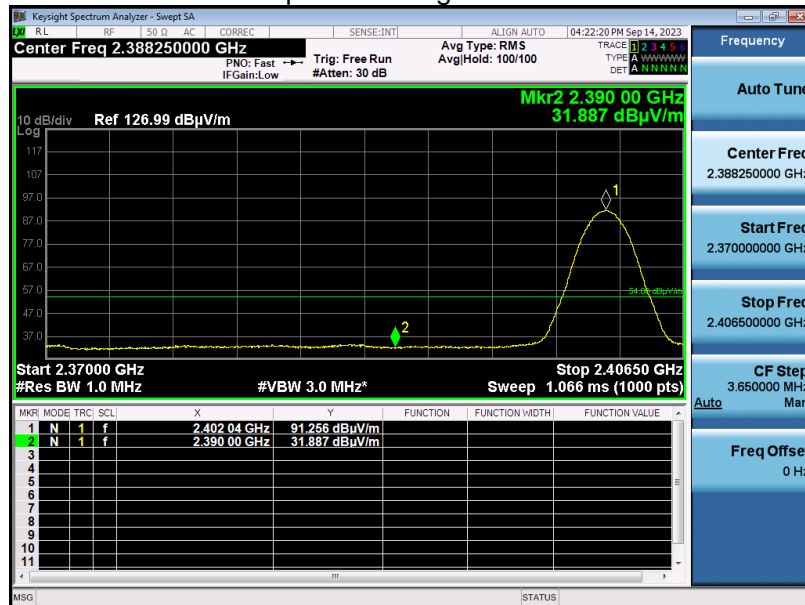 Keysight Spectrum Analyzer - Swept SA
RL RF 50 Ω AC CORREC SENSE:INT ALIGN AUTO 04:22:20 PM Sep 14, 2023
Center Freq 2.388250000 GHz
PNO: Fast
IFGain:Low
Trig: Free Run
#Atten: 30 dB
Avg Type: RMS
Avg|Hold: 100/100
TRACE 1 2 3 4 5 6
TYPE A WWWWW
DET A N N N N N
Mkr2 2.390 00 GHz
31.887 dBµV/m
10 dB/div Ref 126.99 dBµV/m
Log
117
107
97.0
87.0
77.0
67.0
57.0
47.0
37.0
1
2
Start 2.37000 GHz Stop 2.40650 GHz
#Res BW 1.0 MHz #VBW 3.0 MHz* Sweep 1.066 ms (1000 pts)
MKR MODE TRC SCL X Y FUNCTION FUNCTION WIDTH FUNCTION VALUE
1 N 1 f 2.402 04 GHz 91.256 dBµV/m
2 N 1 f 2.390 00 GHz 31.887 dBµV/m
3
4
5
6
7
8
9
10
11
MSG STATUS
Frequency
Auto Tune
Center Freq
2.388250000 GHz
Start Freq
2.370000000 GHz
Stop Freq
2.406500000 GHz
CF Step
3.650000 MHz
Auto Man
Freq Offset
0 Hz